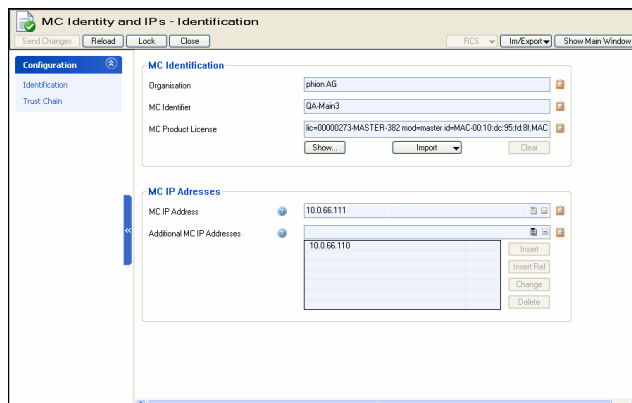 MC Identity and IPs - Identification
Send Changes Reload Lock Close RCS Im/Export Show Main Window
Configuration
Identification
Trust Chain
MC Identification
Organisation phion AG
MC Identifier QA-Main3
MC Product License lic=00000273-MASTER-382 mod=master id=MAC-00:10:dc:95:fd:8f,MAC
Show... Import Clear
MC IP Adresses
MC IP Address 10.0.66.111
Additional MC IP Addresses
10.0.66.110
Insert
Insert Ref
Change
Delete